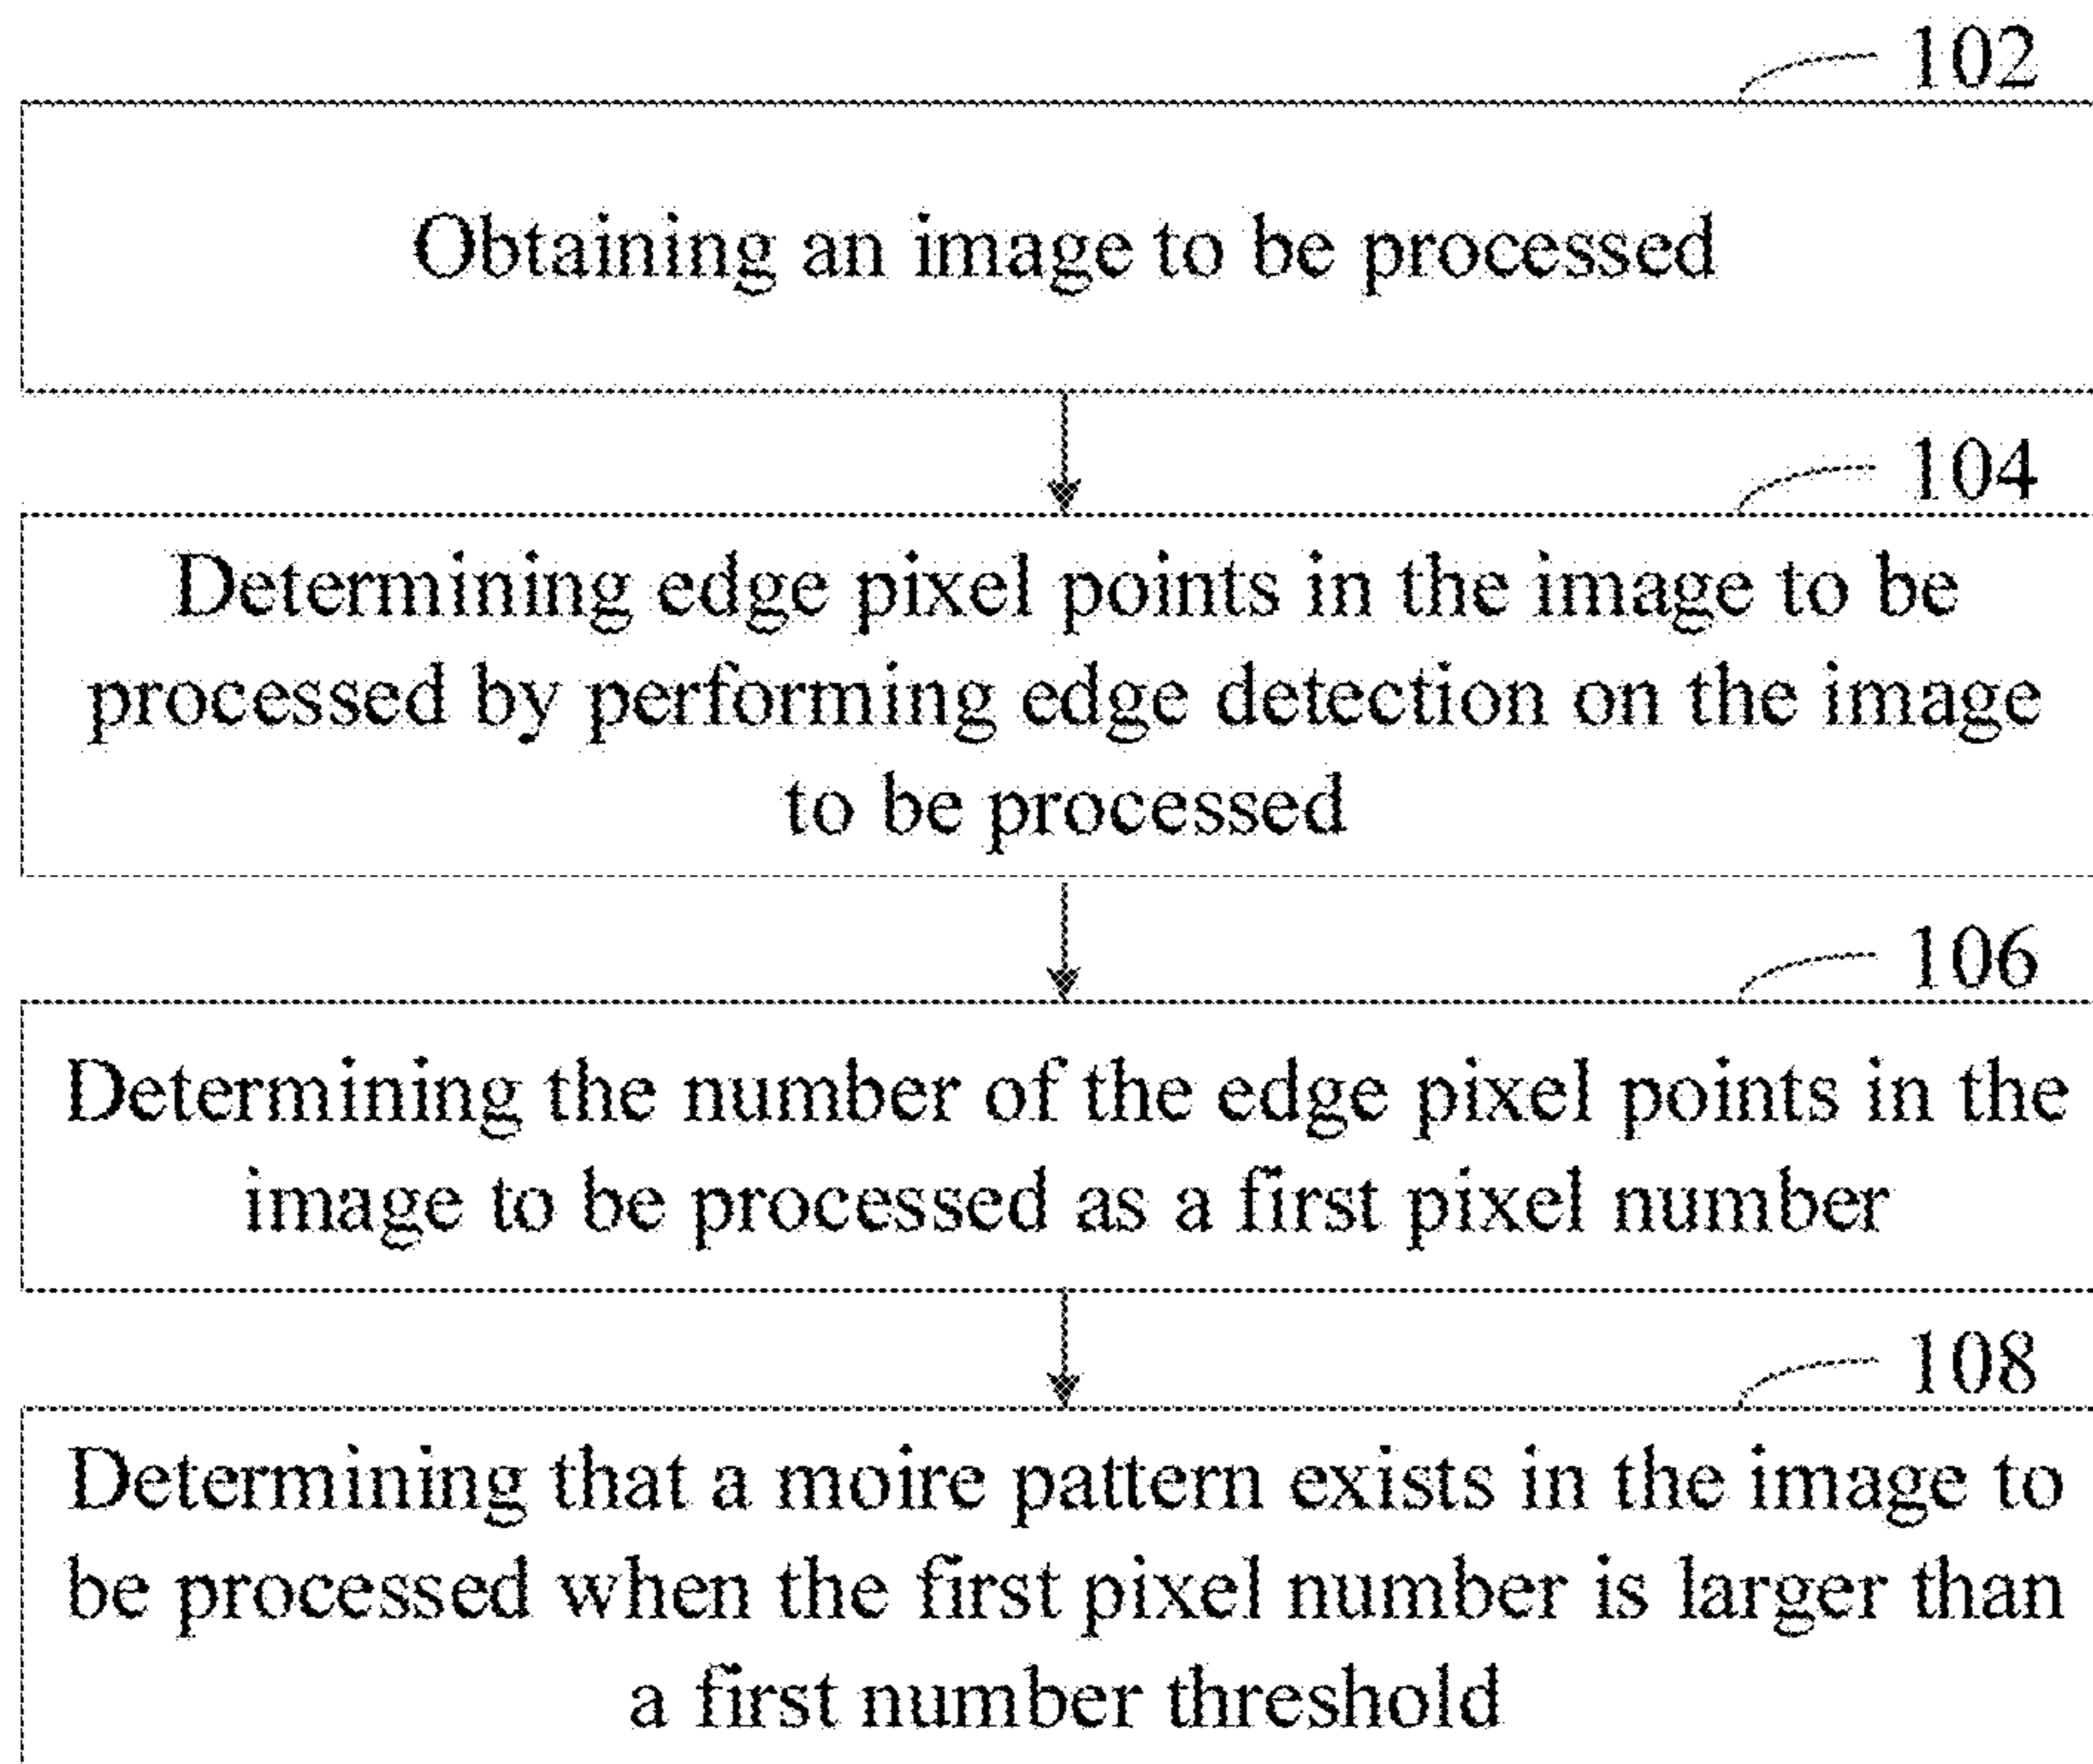 102
Obtaining an image to be processed
104
Determining edge pixel points in the image to be
processed by performing edge detection on the image
to be processed
106
Determining the number of the edge pixel points in the
image to be processed as a first pixel number
108
Determining that a moire pattern exists in the image to
be processed when the first pixel number is larger than
a first number threshold